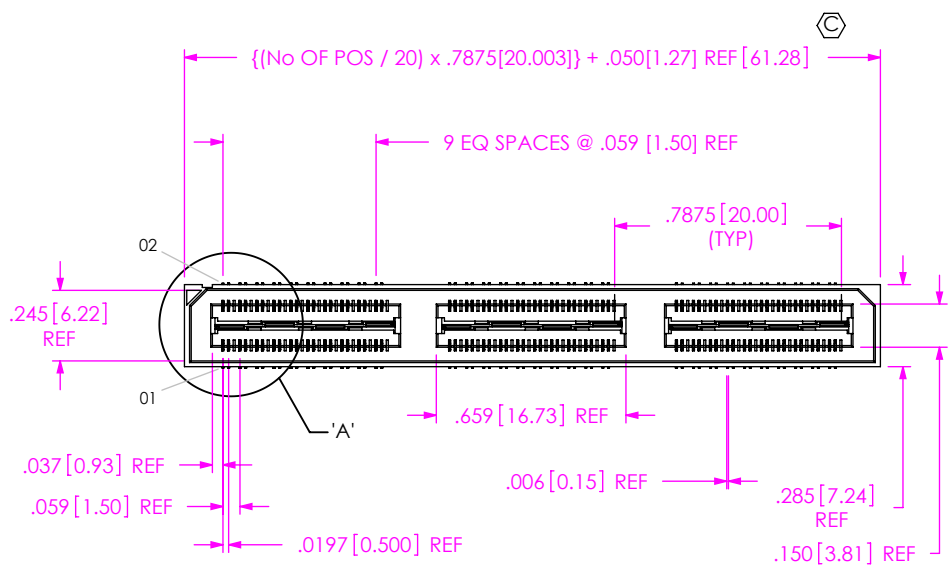 C
{(No OF POS / 20) x .7875[20.003]} + .050[1.27] REF [61.28]
9 EQ SPACES @ .059 [1.50] REF
.7875[20.00]
(TYP)
02
.245[6.22]
REF
01
'A'
.659[16.73] REF
.037[0.93] REF
.006[0.15] REF
.285[7.24]
REF
.059[1.50] REF
.0197[0.500] REF
.150[3.81] REF